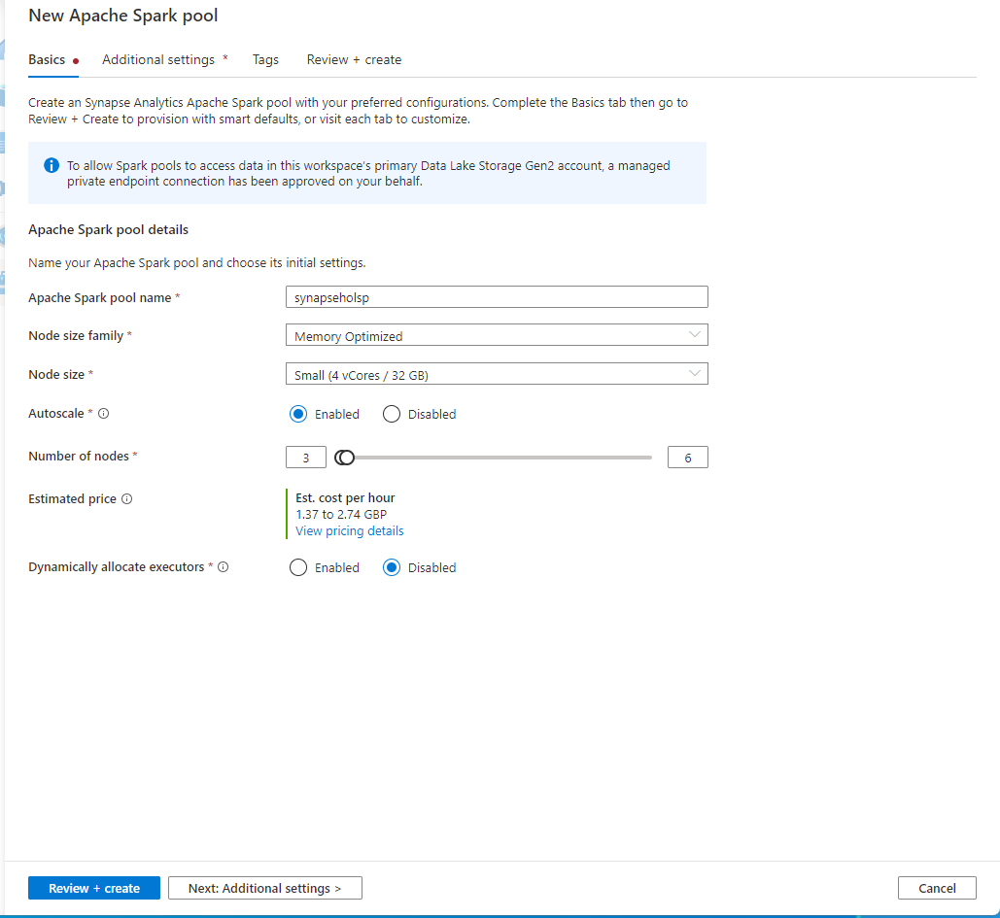 New Apache Spark pool
Basics Additional settings * Tags Review + create
Create an Synapse Analytics Apache Spark pool with your preferred configurations. Complete the Basics tab then go to
Review + Create to provision with smart defaults, or visit each tab to customize.
To allow Spark pools to access data in this workspace's primary Data Lake Storage Gen2 account, a managed
private endpoint connection has been approved on your behalf.
Apache Spark pool details
Name your Apache Spark pool and choose its initial settings.
Apache Spark pool name * synapseholsp
Node size family * Memory Optimized
Node size * Small (4 vCores / 32 GB)
Autoscale * Enabled Disabled
Number of nodes * 3 6
Estimated price Est. cost per hour
1.37 to 2.74 GBP
View pricing details
Dynamically allocate executors * Enabled Disabled
Review + create Next: Additional settings > Cancel